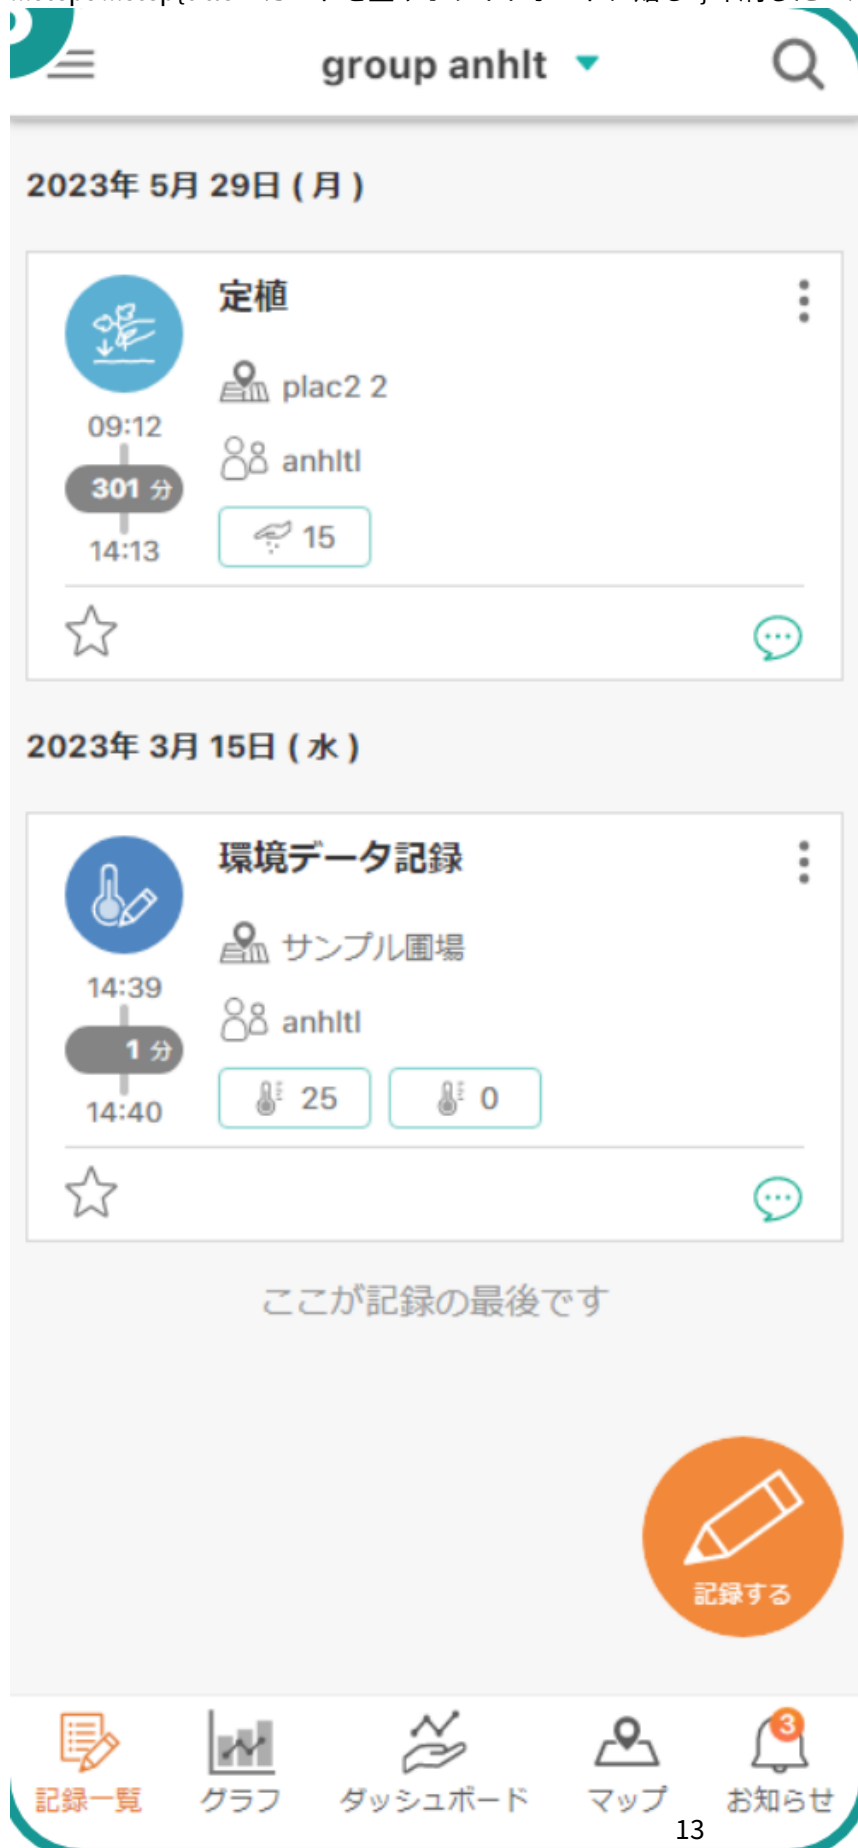 group anhlt
2023年 5月 29日 ( 月 )
定植
plac2 2
09:12
anhltl
301 分
15
14:13
2023年 3月 15日 ( 水 )
環境データ記録
サンプル圃場
14:39
anhltl
1 分
25
0
14:40
ここが記録の最後です
記録する
3
記録一覧
グラフ
ダッシュボード
マップ
お知らせ
13